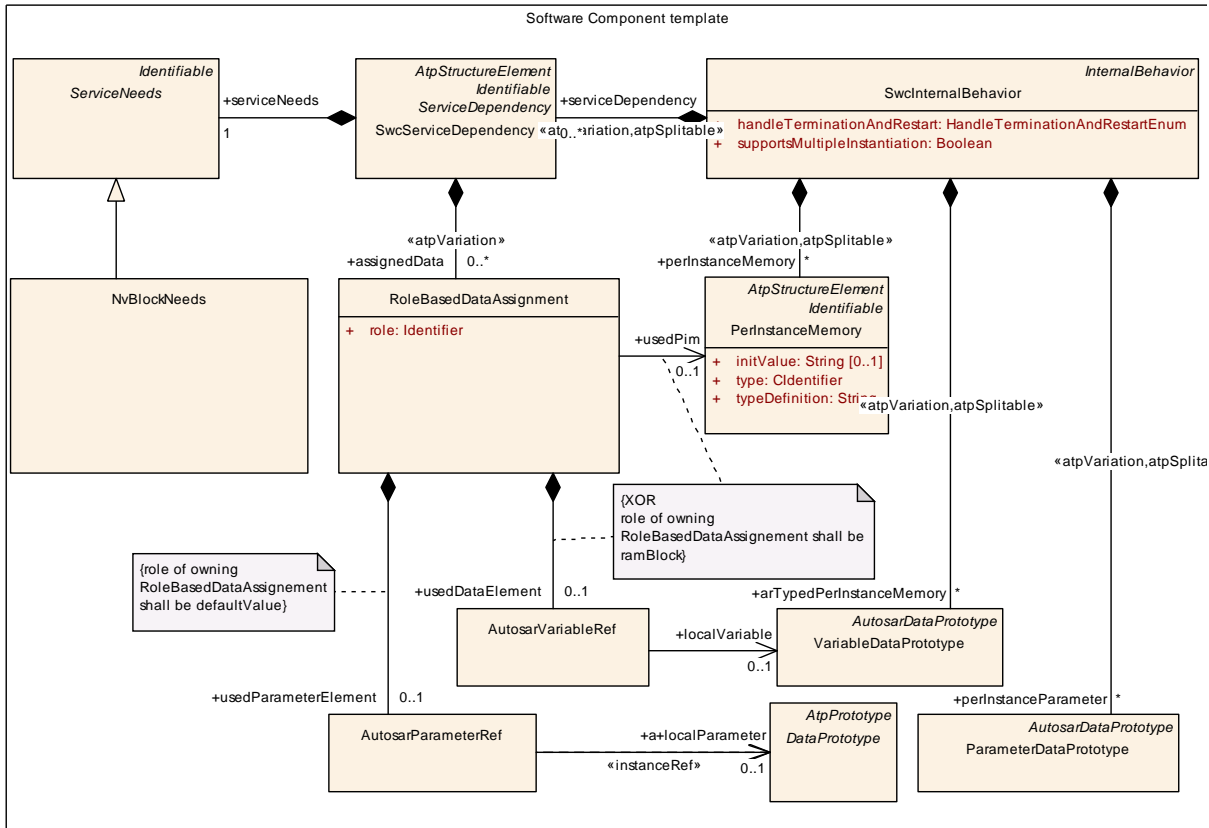 Software Component template
Identifiable
ServiceNeeds
+serviceNeeds
1
AtpStructureElement
Identifiable
ServiceDependency
SwcServiceDependency
+serviceDependency
0..*
InternalBehavior
SwcInternalBehavior
+ handleTerminationAndRestart: HandleTerminationAndRestartEnum
+ supportsMultipleInstantiation: Boolean
«atpVariation»
+assignedData
0..*
«atpVariation,atpSplitable»
+perInstanceMemory
*
NvBlockNeeds
RoleBasedDataAssignment
+ role: Identifier
+usedPim
0..1
AtpStructureElement
Identifiable
PerInstanceMemory
+ initValue: String [0..1]
+ type: CIdentifier
+ typeDefinition: String
«atpVariation,atpSplitable»
{XOR
role of owning
RoleBasedDataAssignement shall be
ramBlock}
{role of owning
RoleBasedDataAssignement
shall be defaultValue}
+usedDataElement
0..1
+arTypedPerInstanceMemory
*
AutosarVariableRef
+localVariable
0..1
AutosarDataPrototype
VariableDataPrototype
+usedParameterElement
0..1
+perInstanceParameter
*
AutosarParameterRef
«instanceRef»
0..1
AtpPrototype
DataPrototype
AutosarDataPrototype
ParameterDataPrototype